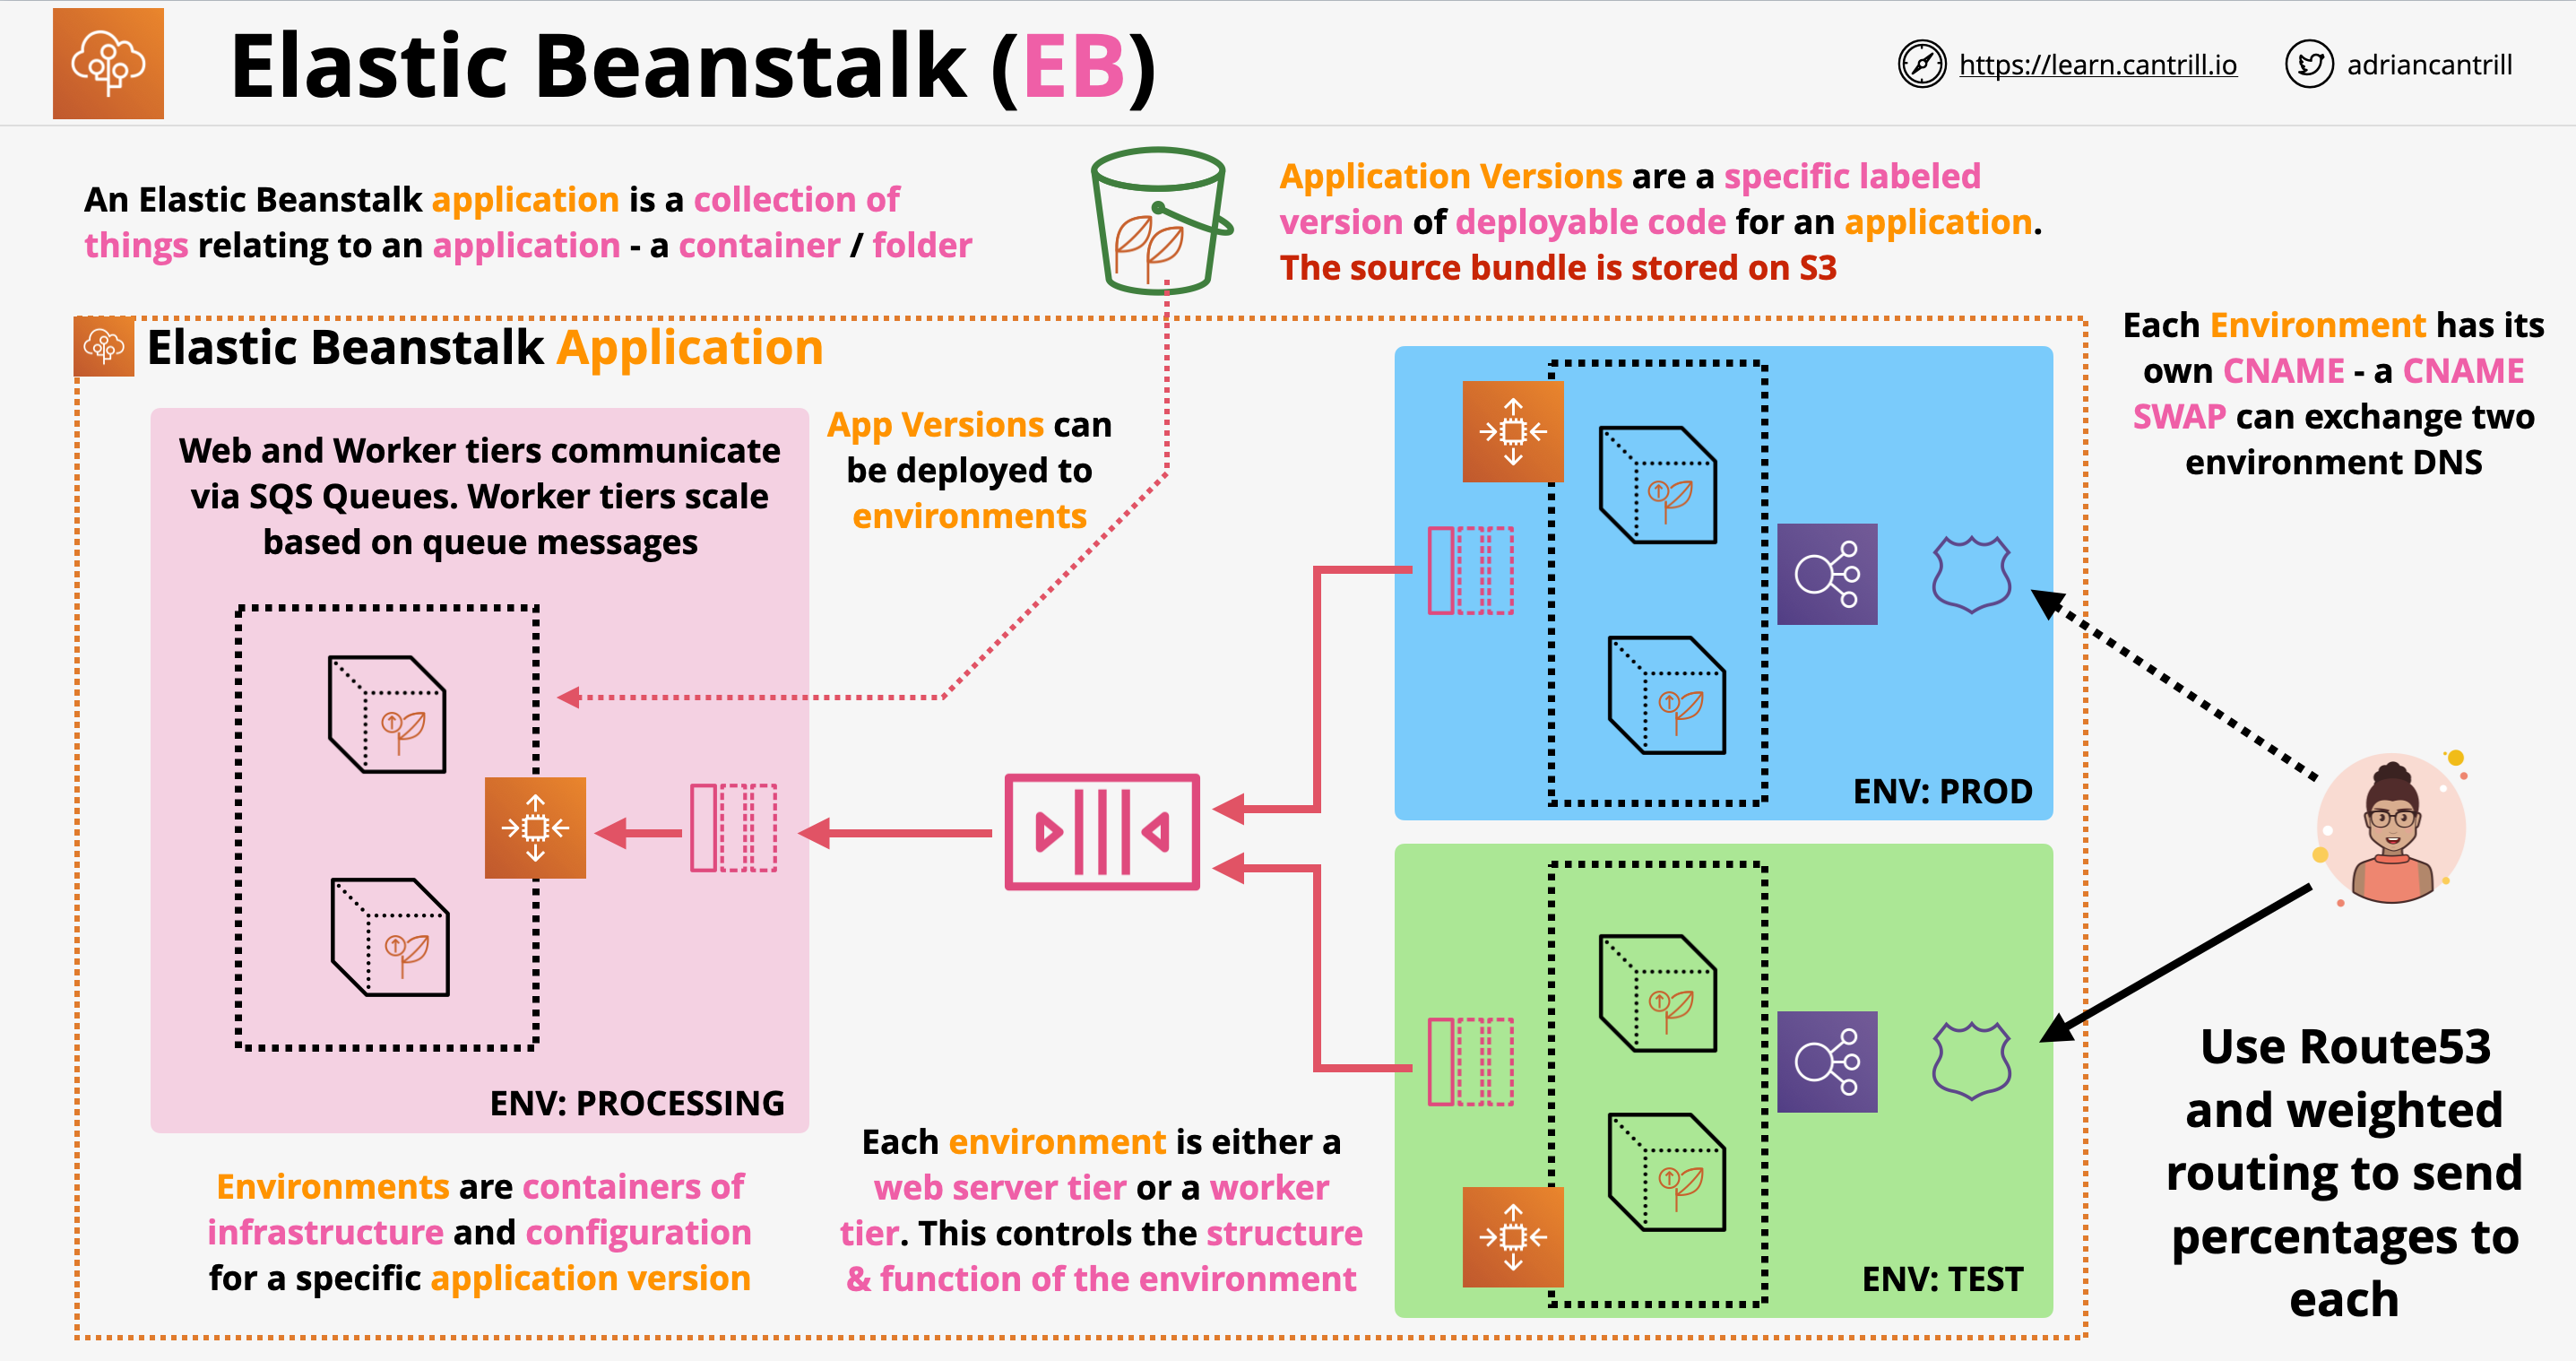 Elastic Beanstalk (EB)
https://learn.cantrill.io
adriancantrill
An Elastic Beanstalk application is a collection of
things relating to an application - a container / folder
Application Versions are a specific labeled
version of deployable code for an application.
The source bundle is stored on S3
Elastic Beanstalk Application
Each Environment has its
own CNAME - a CNAME
SWAP can exchange two
environment DNS
Web and Worker tiers communicate
via SQS Queues. Worker tiers scale
based on queue messages
App Versions can
be deployed to
environments
ENV: PROD
ENV: PROCESSING
Use Route53
and weighted
routing to send
percentages to
each
Environments are containers of
infrastructure and configuration
for a specific application version
Each environment is either a
web server tier or a worker
tier. This controls the structure
& function of the environment
ENV: TEST